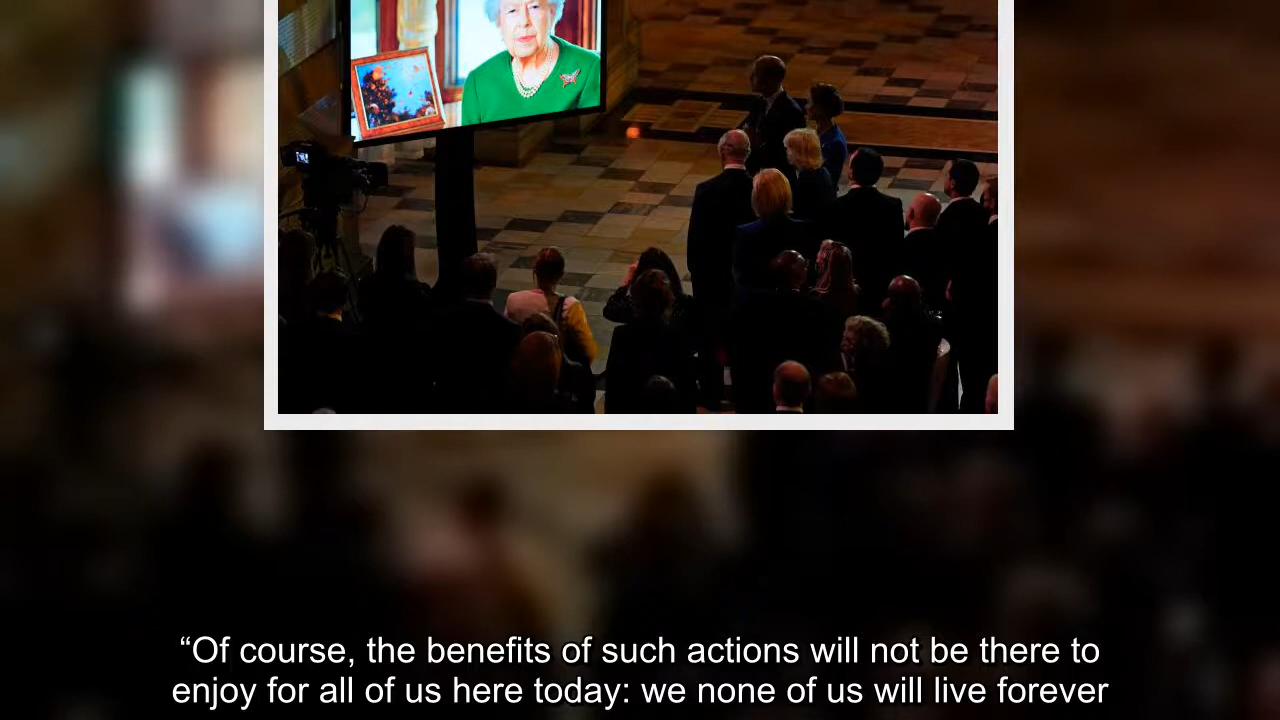 “Of course, the benefits of such actions will not be there to
enjoy for all of us here today: we none of us will live forever